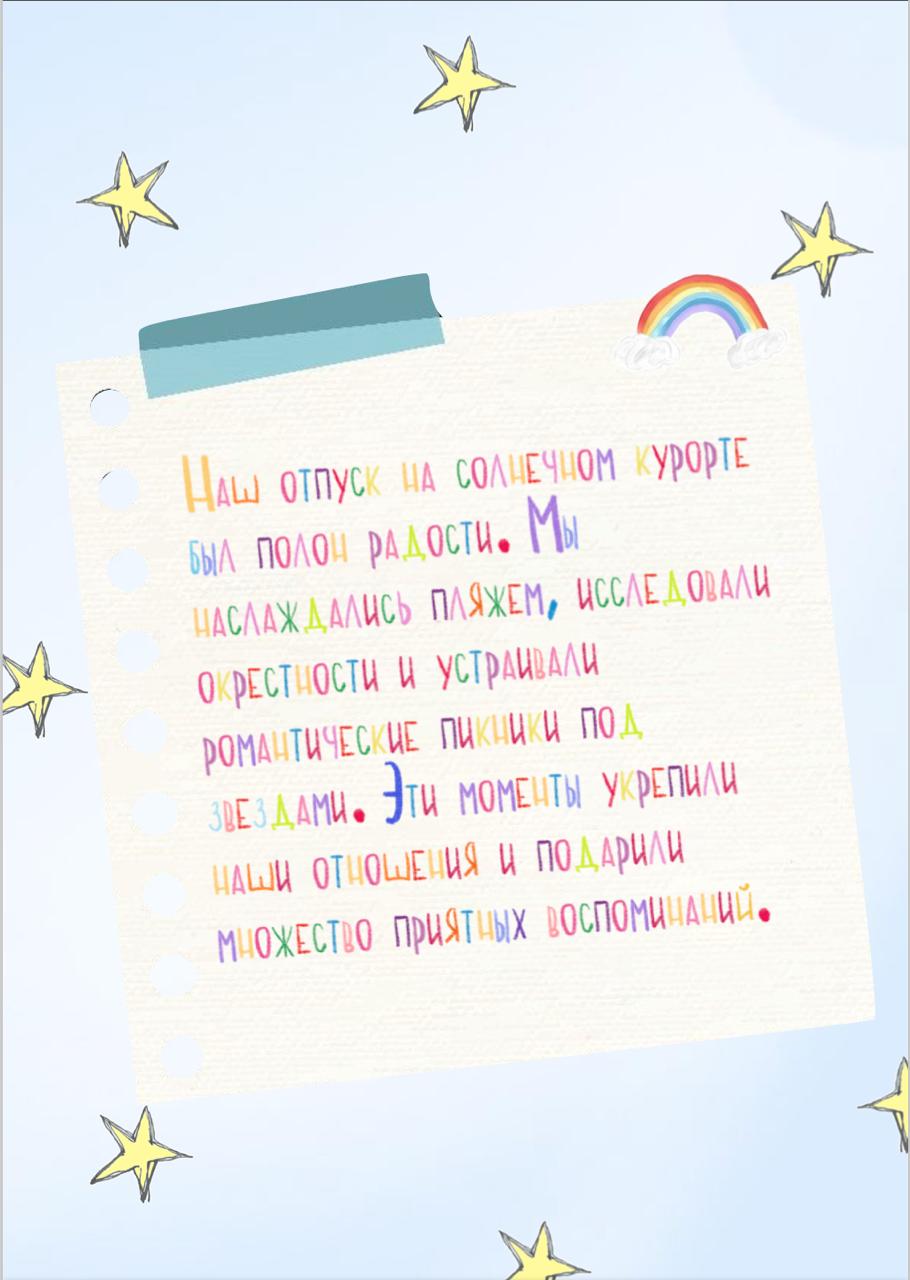 Наш отпуск на солнечном курорте
был полон радости. Мы
наслаждались пляжем, исследовали
окрестности и устраивали
романтические пикники под
звездами. Эти моменты укрепили
наши отношения и подарили
множество приятных воспоминаний.